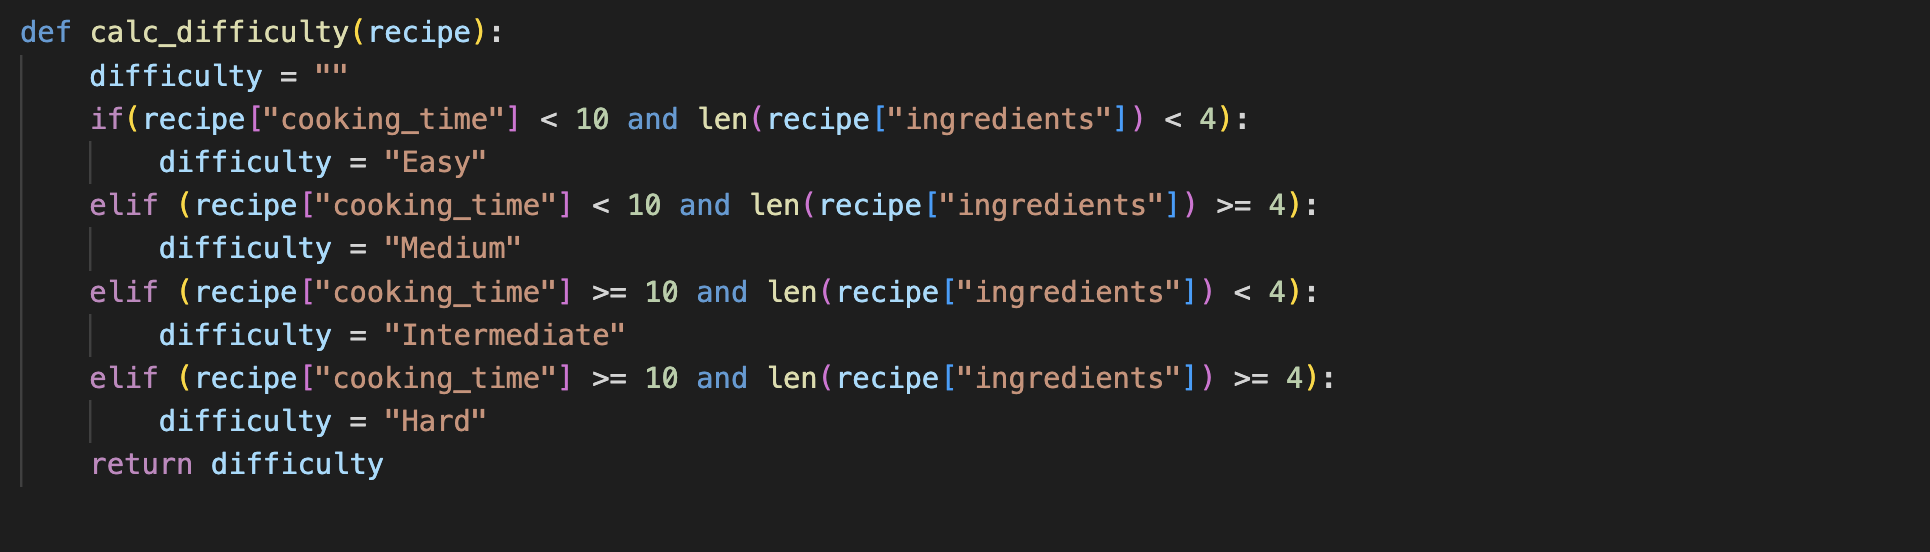 def calc_difficulty(recipe):
    difficulty = ""
    if(recipe["cooking_time"] < 10 and len(recipe["ingredients"]) < 4):
        difficulty = "Easy"
    elif (recipe["cooking_time"] < 10 and len(recipe["ingredients"]) >= 4):
        difficulty = "Medium"
    elif (recipe["cooking_time"] >= 10 and len(recipe["ingredients"]) < 4):
        difficulty = "Intermediate"
    elif (recipe["cooking_time"] >= 10 and len(recipe["ingredients"]) >= 4):
        difficulty = "Hard"
    return difficulty